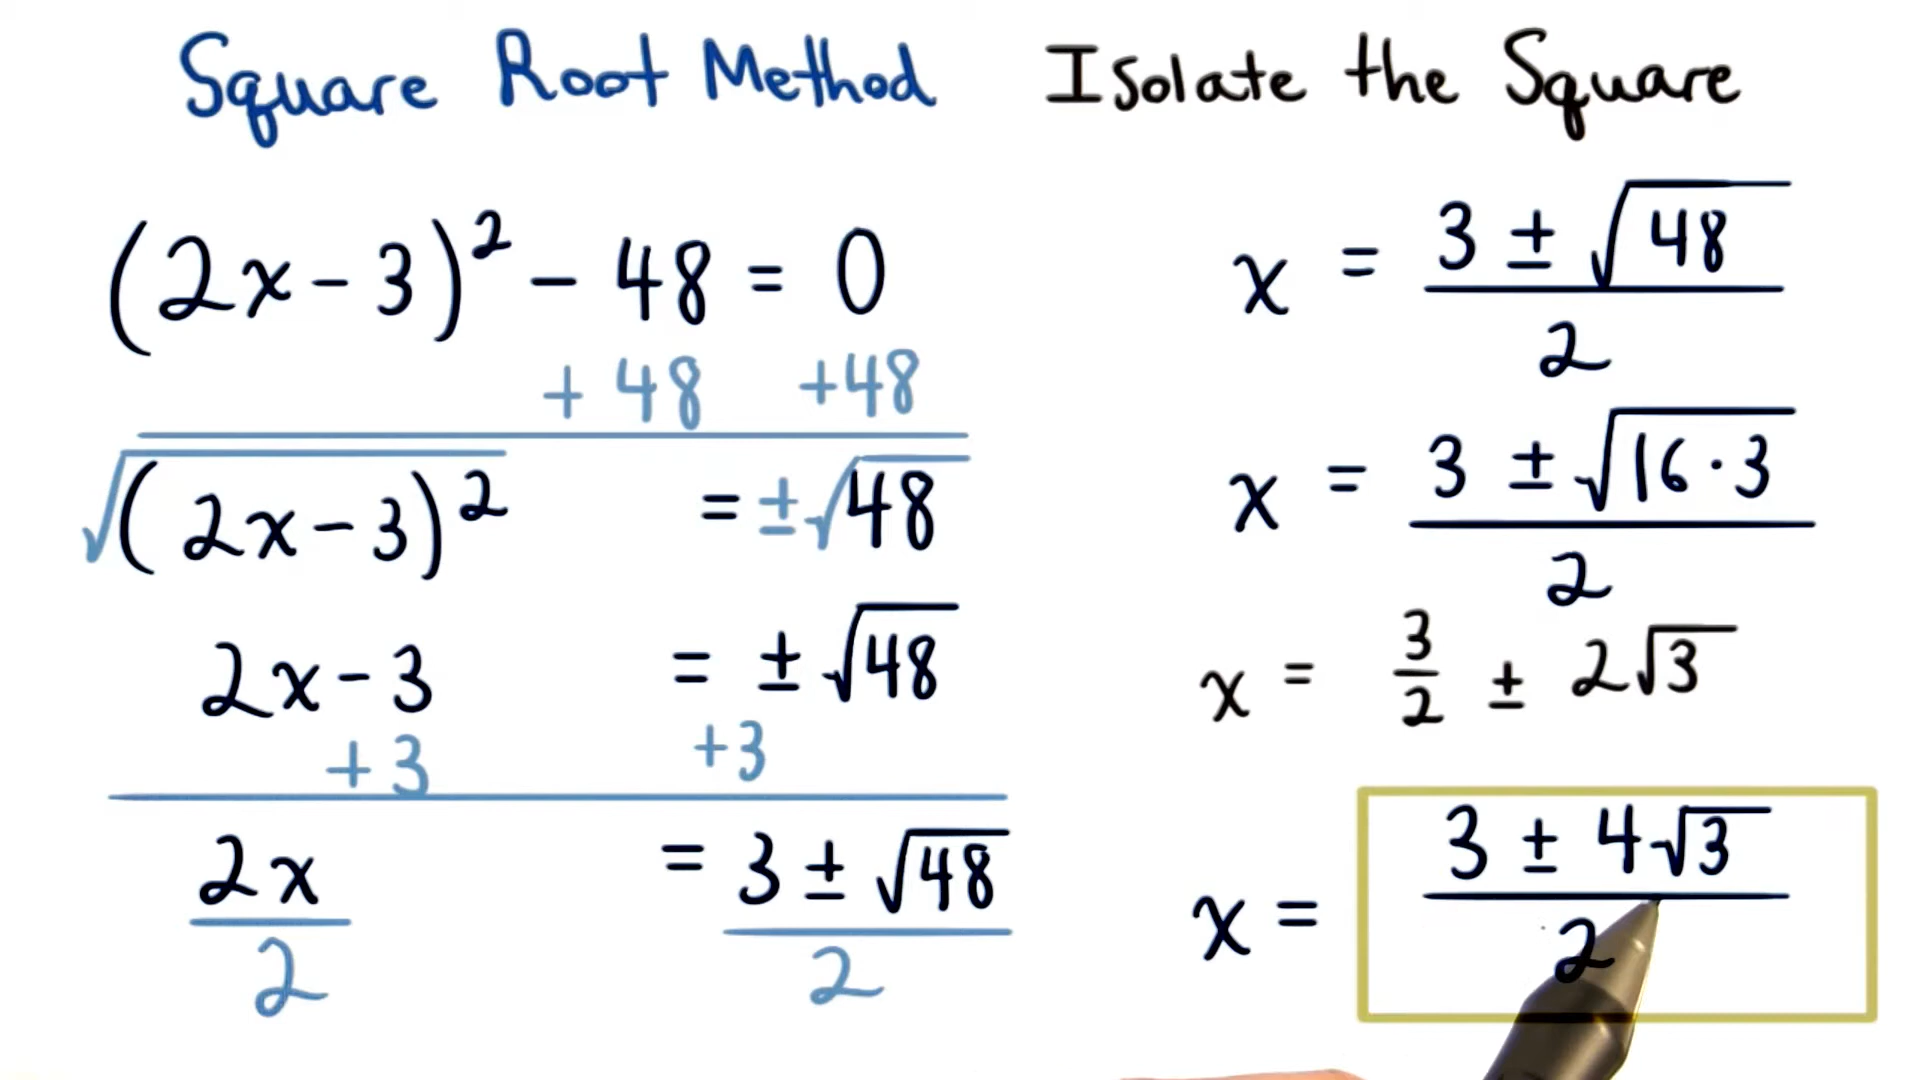 Square Root Method
(2x - 3)² - 48 = 0
+ 48 +48
√(2x - 3)² = ±√48
2x - 3 = ±√48
+3 +3
2x = 3 ± √48
2 2
Isolate the Square
x = 3 ± √48
2
x = 3 ± √16·3
2
x = 3/2 ± 2√3
x = 3 ± 4√3
2